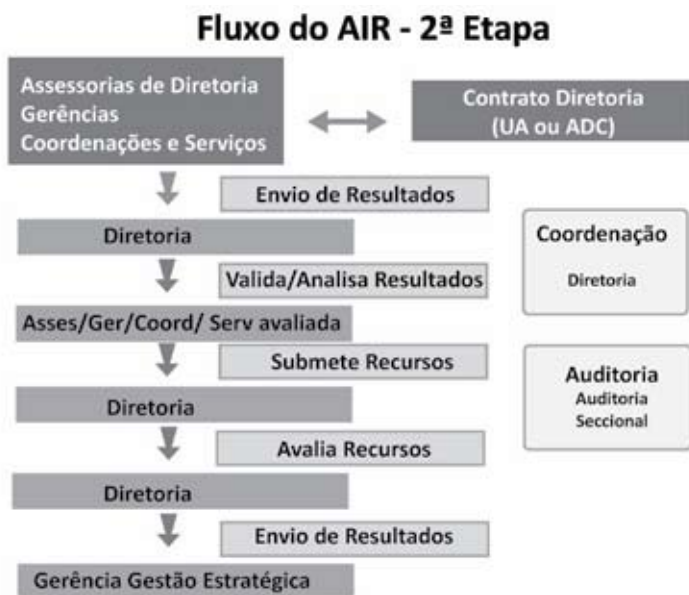 Fluxo do AIR - 2ª Etapa
Assessorias de Diretoria
Gerências
Coordenações e Serviços
Contrato Diretoria
(UA ou ADC)
Envio de Resultados
Diretoria
Valida/Analisa Resultados
Asses/Ger/Coord/ Serv avaliada
Submete Recursos
Diretoria
Avalia Recursos
Diretoria
Envio de Resultados
Gerência Gestão Estratégica
Coordenação
Diretoria
Auditoria
Auditoria
Seccional